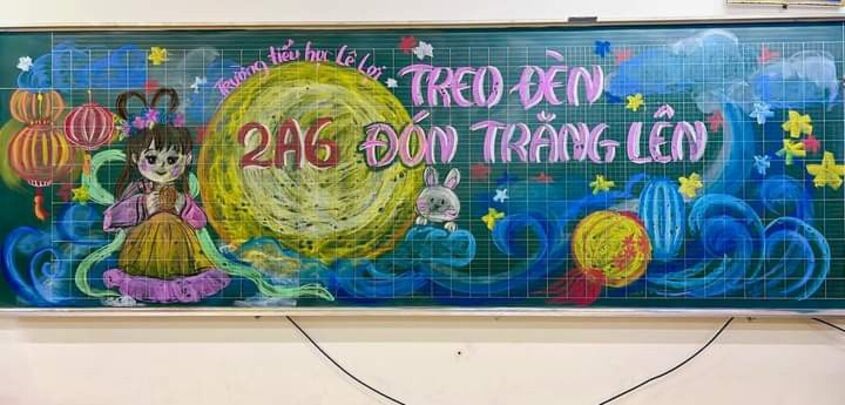 Trường tiểu học Lê Lợi
TREO ĐÈN
2A6 ĐÓN TRĂNG LÊN